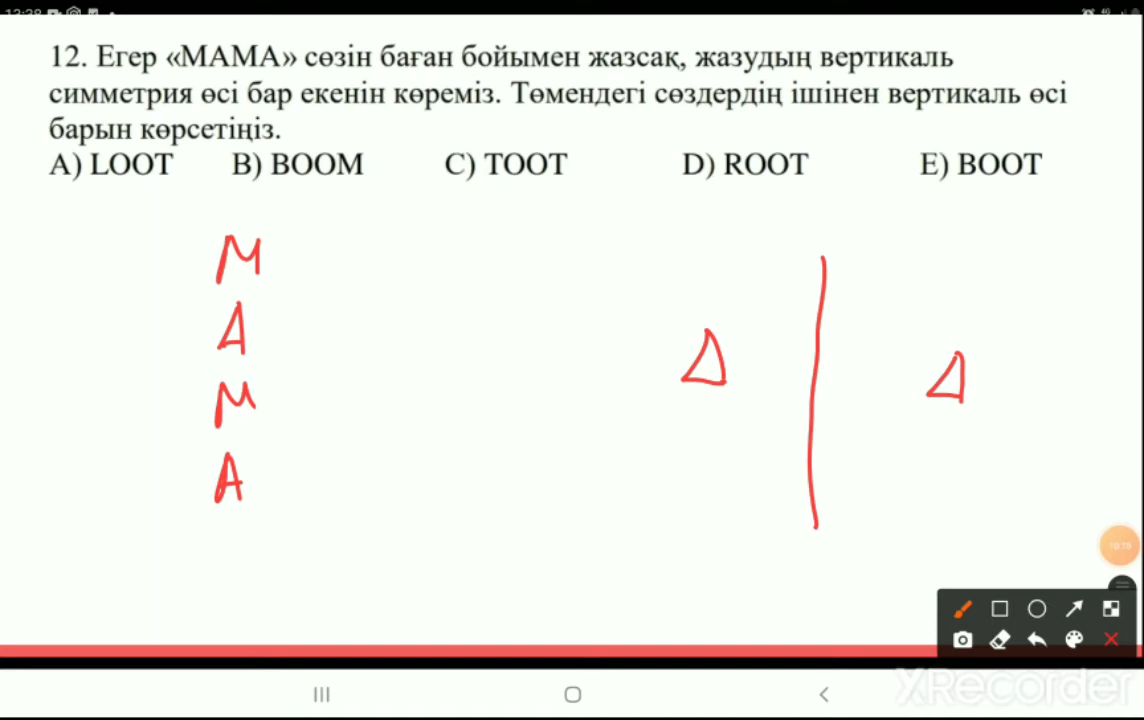 12. Егер «МАМА» сөзін баған бойымен жазсақ, жазудың вертикаль
симметрия өсі бар екенін көреміз. Төмендегі сөздердің ішінен вертикаль өсі
барын көрсетіңіз.
A) LOOT B) BOOM C) TOOT D) ROOT E) BOOT
М
А
М
А
XRecorder